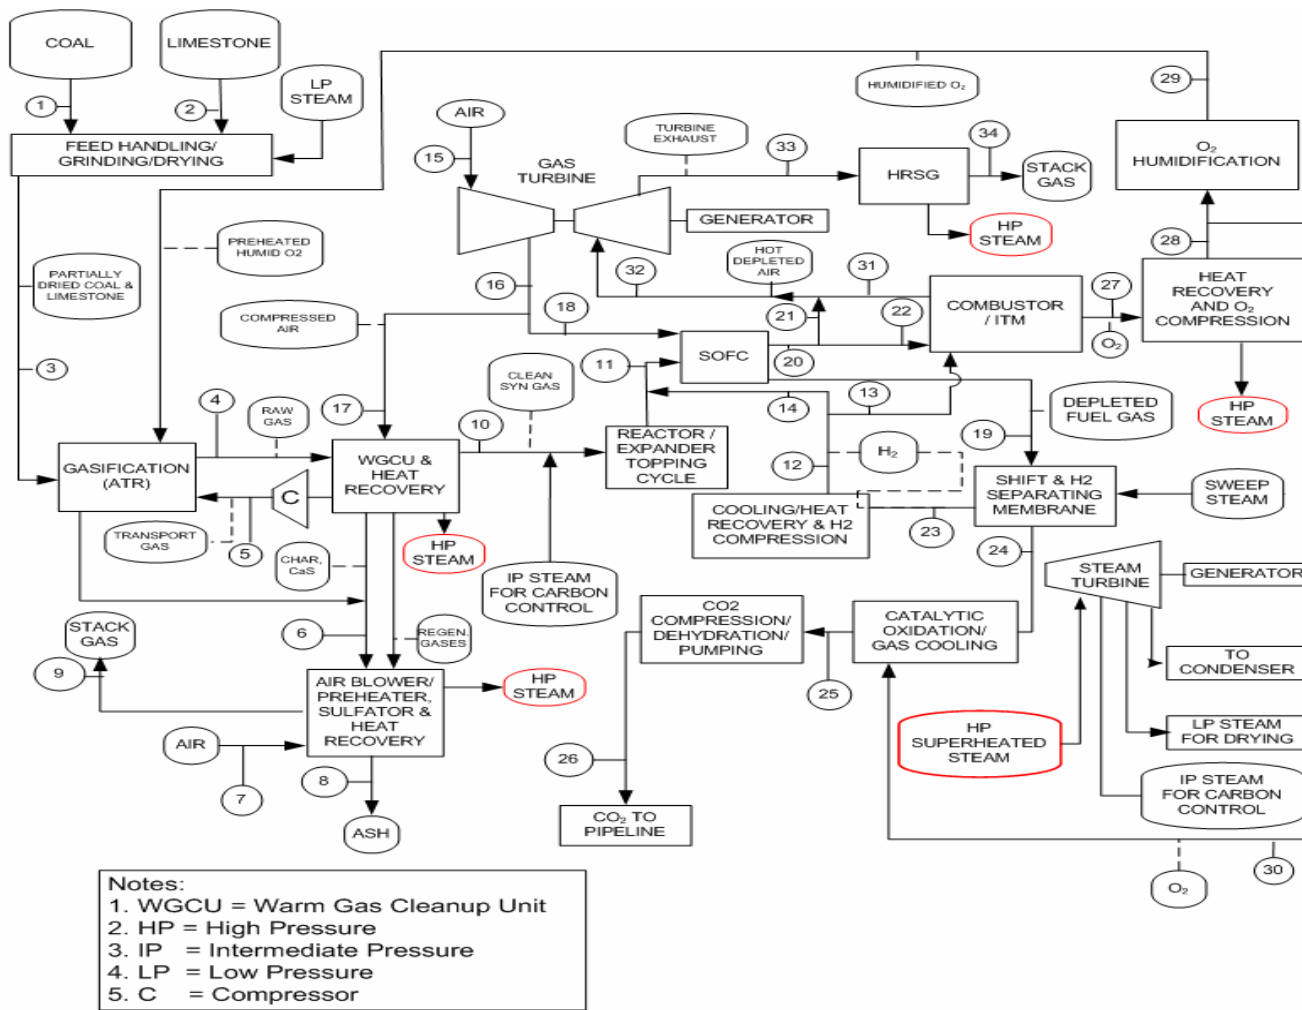 COAL
LIMESTONE
LP
STEAM
1
2
FEED HANDLING/
GRINDING/DRYING
AIR
15
GAS
TURBINE
TURBINE
EXHAUST
33
HRSG
34
STACK
GAS
HP
STEAM
HUMIDIFIED O₂
29
O₂
HUMIDIFICATION
GENERATOR
PREHEATED
HUMID O2
PARTIALLY
DRIED COAL &
LIMESTONE
COMPRESSED
AIR
16
18
32
HOT
DEPLETED
AIR
31
21
22
COMBUSTOR
/ ITM
27
O₂
28
HEAT
RECOVERY
AND O₂
COMPRESSION
HP
STEAM
3
4
RAW
GAS
17
10
CLEAN
SYN GAS
11
SOFC
20
14
13
DEPLETED
FUEL GAS
19
GASIFICATION
(ATR)
WGCU &
HEAT
RECOVERY
C
REACTOR /
EXPANDER
TOPPING
CYCLE
12
H₂
SHIFT & H2
SEPARATING
MEMBRANE
SWEEP
STEAM
TRANSPORT
GAS
5
CHAR,
CaS
HP
STEAM
COOLING/HEAT
RECOVERY & H2
COMPRESSION
23
24
IP STEAM
FOR CARBON
CONTROL
STEAM
TURBINE
GENERATOR
STACK
GAS
6
REGEN.
GASES
CO2
COMPRESSION/
DEHYDRATION/
PUMPING
CATALYTIC
OXIDATION/
GAS COOLING
TO
CONDENSER
9
AIR BLOWER/
PREHEATER,
SULFATOR &
HEAT
RECOVERY
HP
STEAM
25
LP STEAM
FOR DRYING
AIR
7
8
ASH
26
HP
SUPERHEATED
STEAM
IP STEAM
FOR CARBON
CONTROL
CO₂ TO
PIPELINE
O₂
30
Notes:
1. WGCU = Warm Gas Cleanup Unit
2. HP = High Pressure
3. IP = Intermediate Pressure
4. LP = Low Pressure
5. C = Compressor